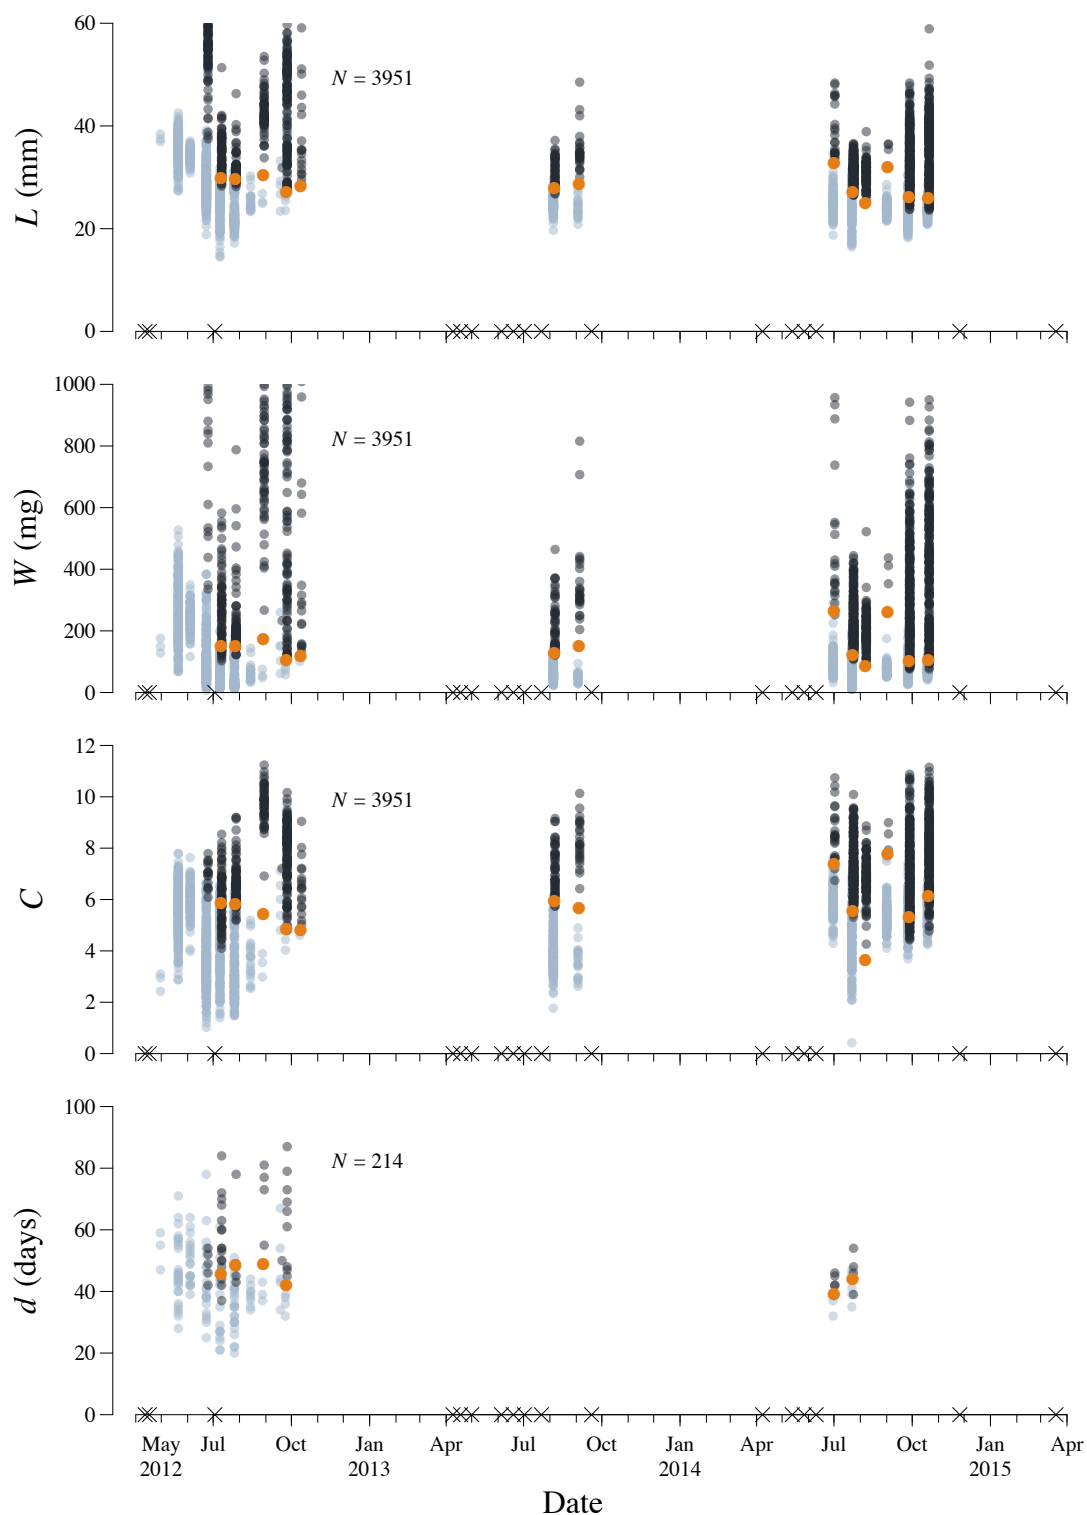 60
40
20
0
L (mm)
N = 3951
1000
800
600
400
200
0
W (mg)
N = 3951
12
10
8
6
4
2
0
C
N = 3951
100
80
60
40
20
0
d (days)
N = 214
May Jul Oct Jan Apr Jul Oct Jan Apr Jul Oct Jan Apr
2012 2013 2014 2015
Date